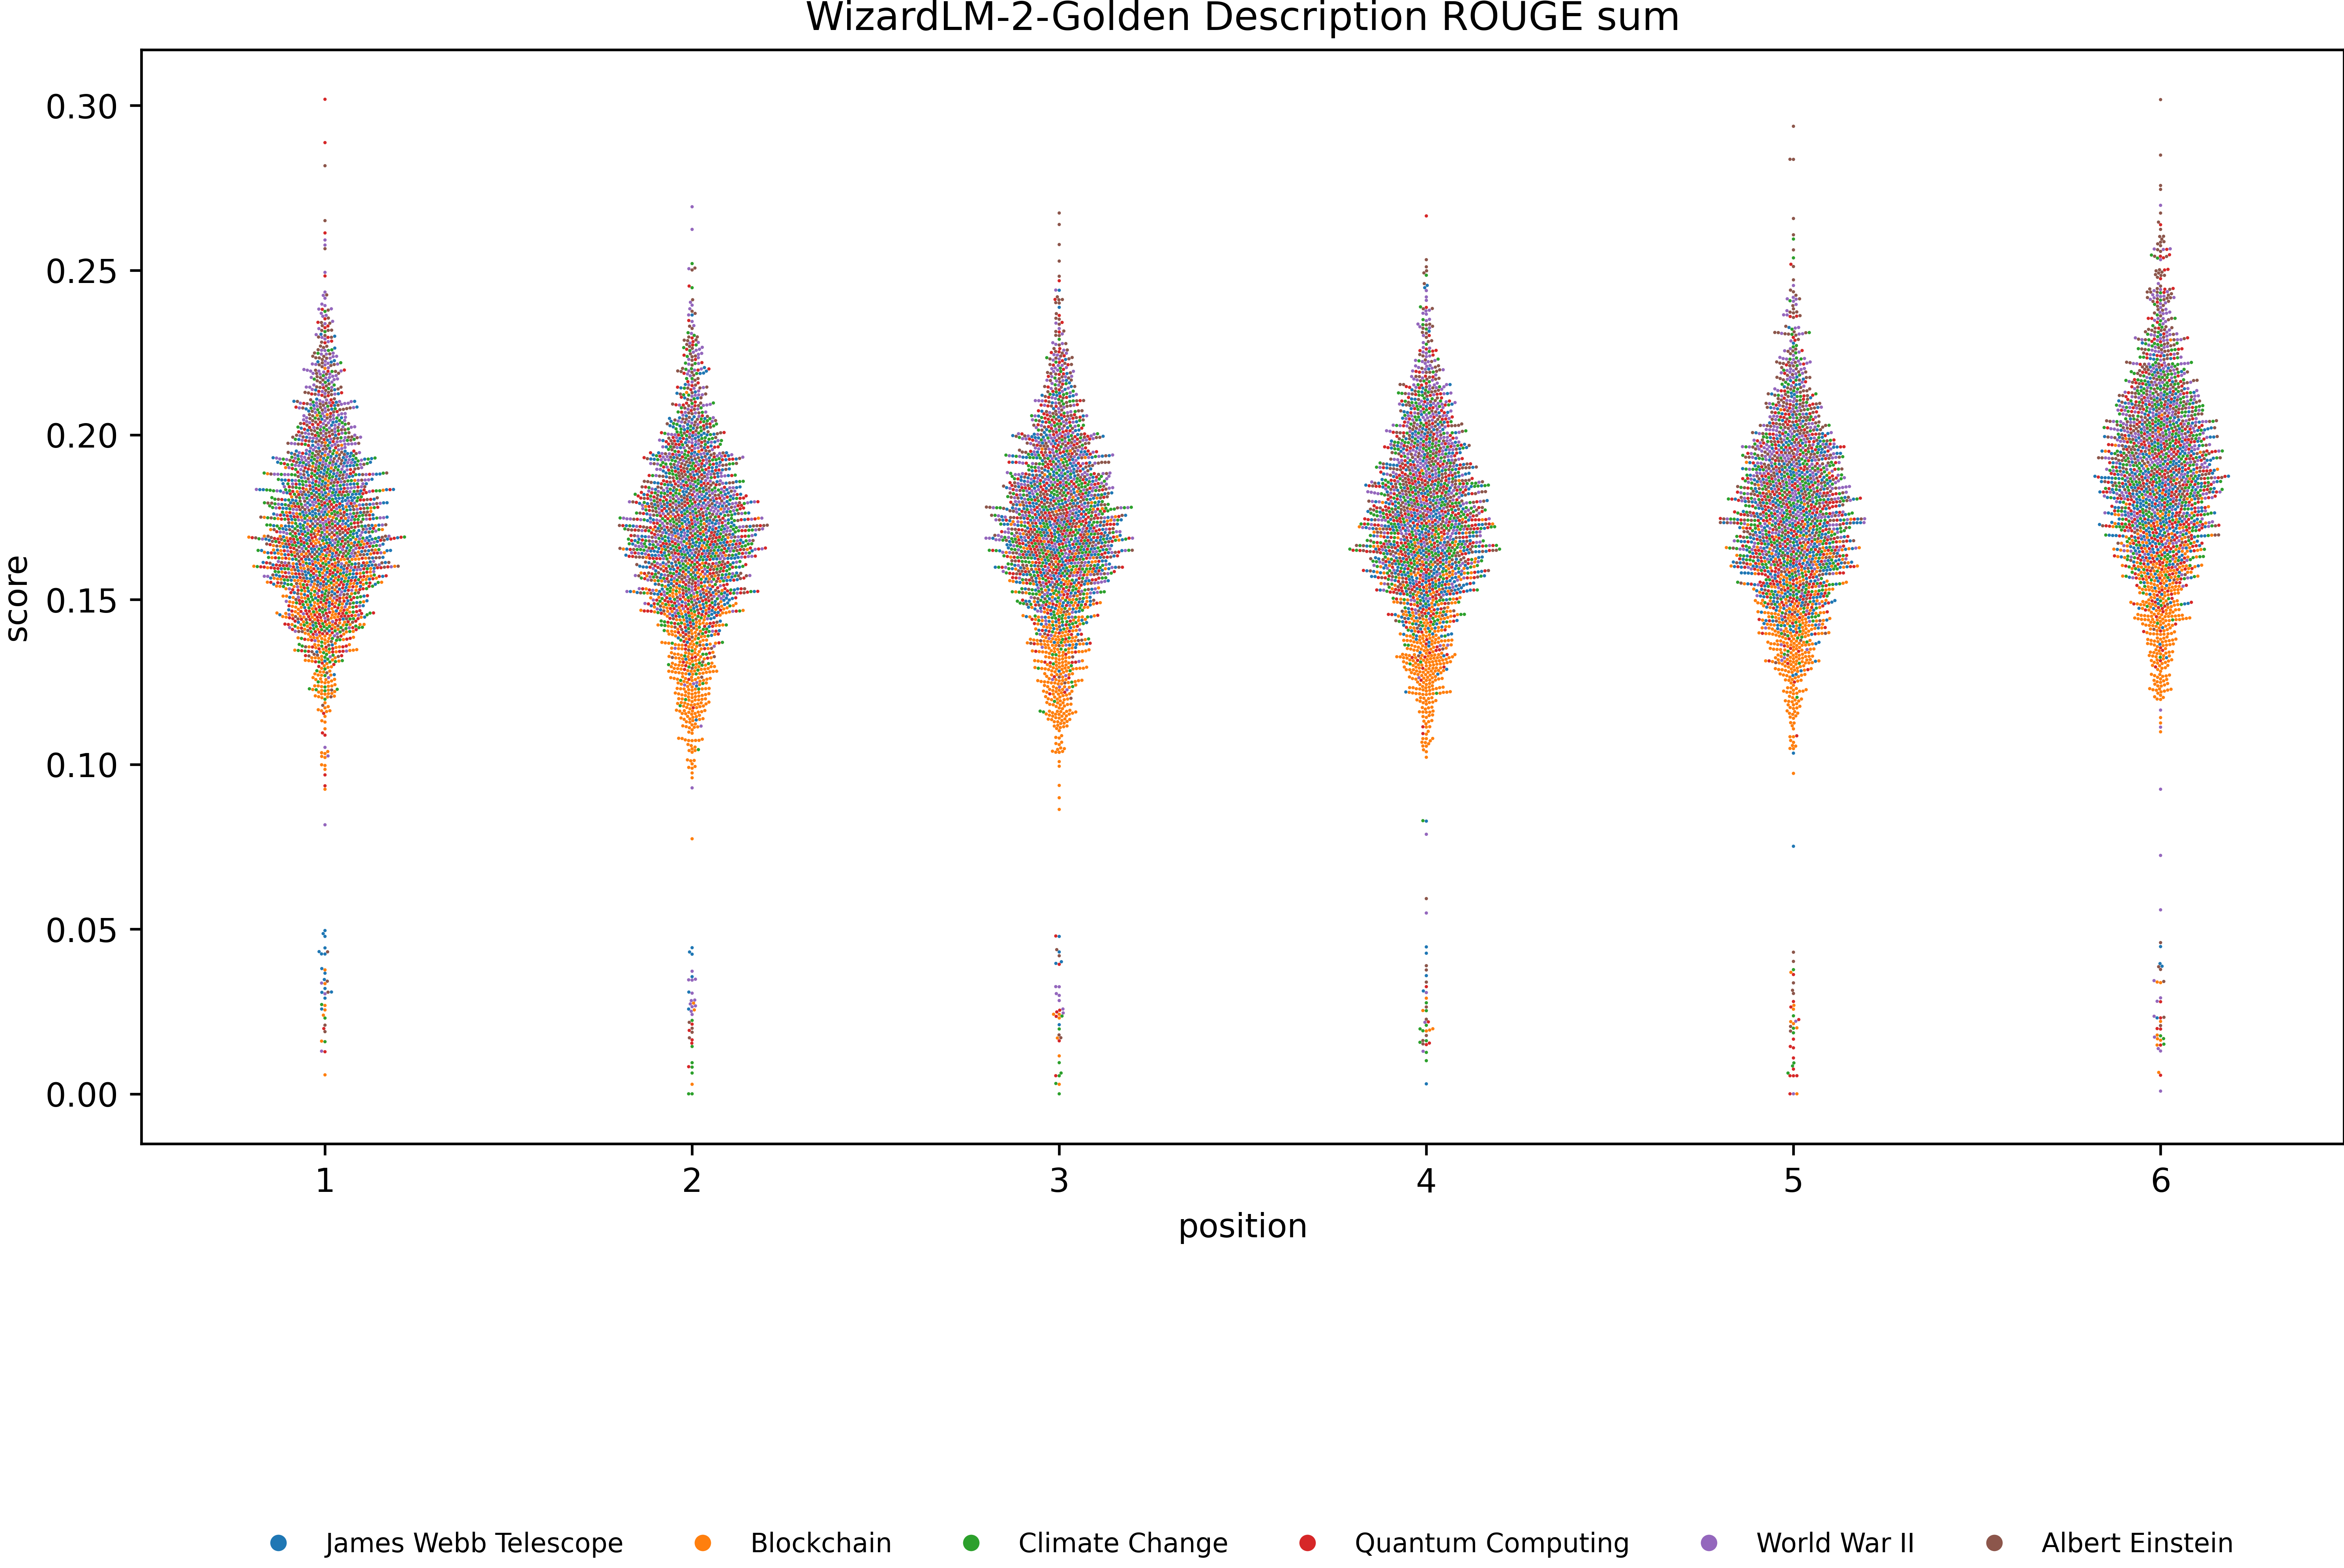 WizardLM-2-Golden Description ROUGE sum
0.30
0.25
0.20
0.15
0.10
0.05
0.00
score
1 2 3 4 5 6
position
James Webb Telescope Blockchain Climate Change Quantum Computing World War II Albert Einstein